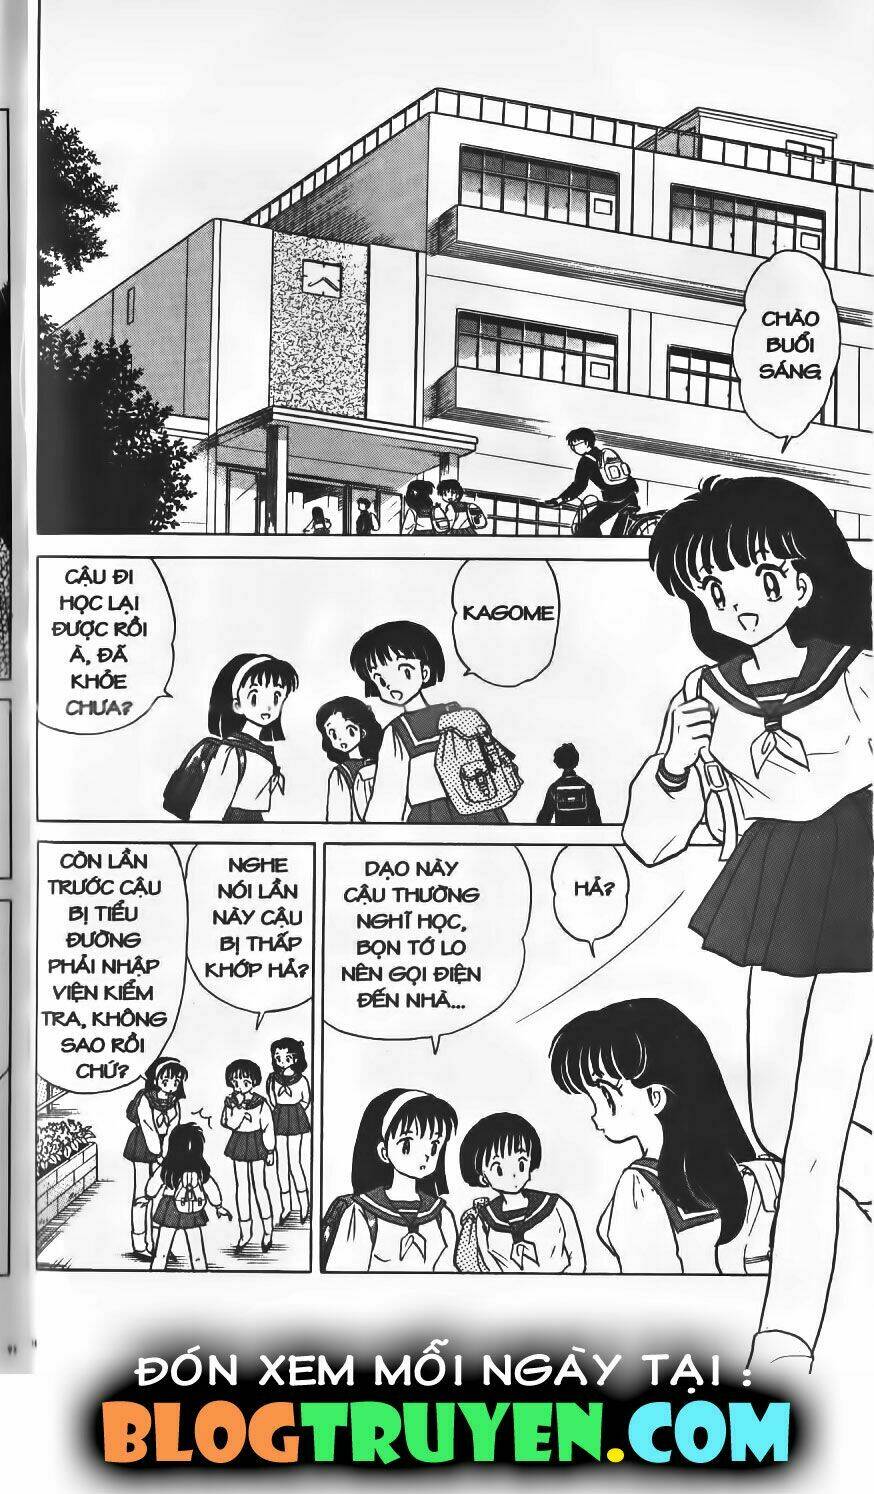 CHÀO
BUỔI
SÁNG.
KAGOME
CẬU ĐI
HỌC LẠI
ĐƯỢC RỒI
À, ĐÃ
KHỎE
CHƯA?
HẢ?
DẠO NÀY
CẬU THƯỜNG
NGHĨ HỌC,
BỌN TỚ LO
NÊN GỌI ĐIỆN
ĐẾN NHÀ...
NGHE
NÓI LẦN
NÀY CẬU
BỊ THẤP
KHỚP HẢ?
CÒN LẦN
TRƯỚC CẬU
BỊ TIỂU
ĐƯỜNG
PHẢI NHẬP
VIỆN KIỂM
TRA, KHÔNG
SAO RỒI
CHỨ?
ĐÓN XEM MỖI NGÀY TẠI :
BLOGTRUYEN.COM